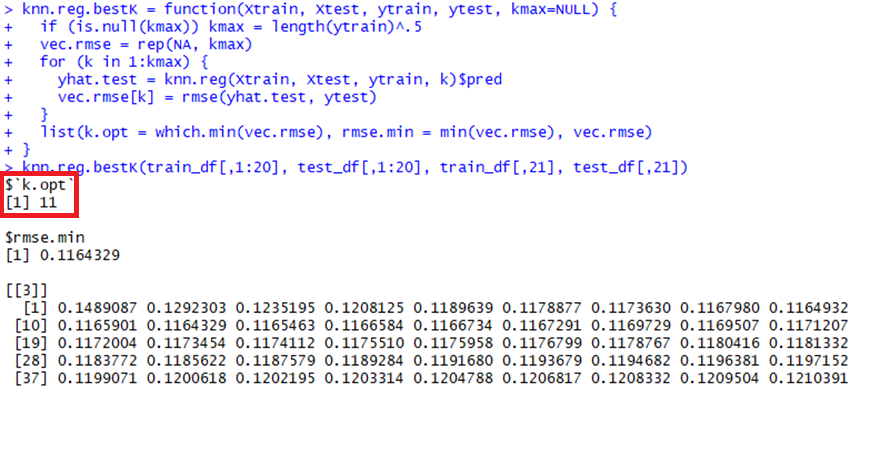 > knn.reg.bestK = function(Xtrain, Xtest, ytrain, ytest, kmax=NULL) {
+   if (is.null(kmax)) kmax = length(ytrain)^.5
+   vec.rmse = rep(NA, kmax)
+   for (k in 1:kmax) {
+     yhat.test = knn.reg(Xtrain, Xtest, ytrain, k)$pred
+     vec.rmse[k] = rmse(yhat.test, ytest)
+   }
+   list(k.opt = which.min(vec.rmse), rmse.min = min(vec.rmse), vec.rmse)
+ }
> knn.reg.bestK(train_df[,1:20], test_df[,1:20], train_df[,21], test_df[,21])
$`k.opt`
[1] 11
$rmse.min
[1] 0.1164329
[[3]]
[1] 0.1489087 0.1292303 0.1235195 0.1208125 0.1189639 0.1178877 0.1173630 0.1167980 0.1164932
[10] 0.1165901 0.1164329 0.1165463 0.1166584 0.1166734 0.1167291 0.1169729 0.1169507 0.1171207
[19] 0.1172004 0.1173454 0.1174112 0.1175510 0.1175958 0.1176799 0.1178767 0.1180416 0.1181332
[28] 0.1183772 0.1185622 0.1187579 0.1189284 0.1191680 0.1193679 0.1194682 0.1196381 0.1197152
[37] 0.1199071 0.1200618 0.1202195 0.1203314 0.1204788 0.1206817 0.1208332 0.1209504 0.1210391